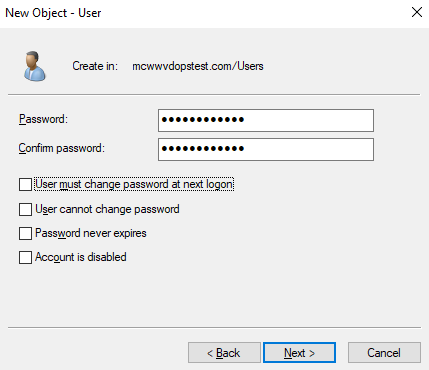 New Object - User
Create in: mcwwvdopstest.com/Users
Password: ●●●●●●●●●●●●
Confirm password: ●●●●●●●●●●●●
User must change password at next logon
User cannot change password
Password never expires
Account is disabled
< Back Next > Cancel